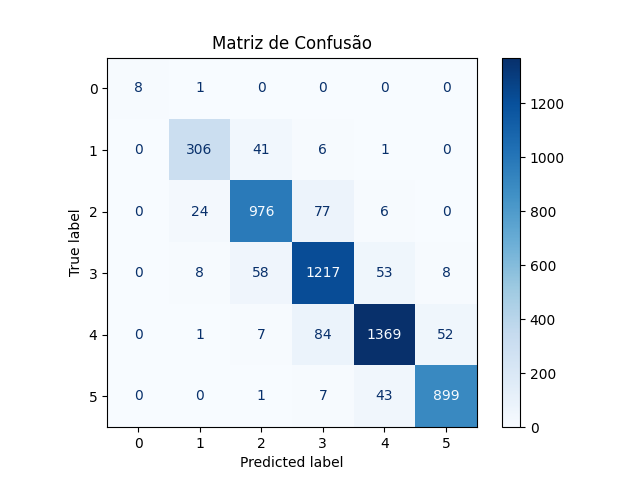 Matriz de Confusão
0 8 1 0 0 0 0
1 0 306 41 6 1 0
2 0 24 976 77 6 0
3 0 8 58 1217 53 8
4 0 1 7 84 1369 52
5 0 0 1 7 43 899
0 1 2 3 4 5
True label
Predicted label
1200
1000
800
600
400
200
0